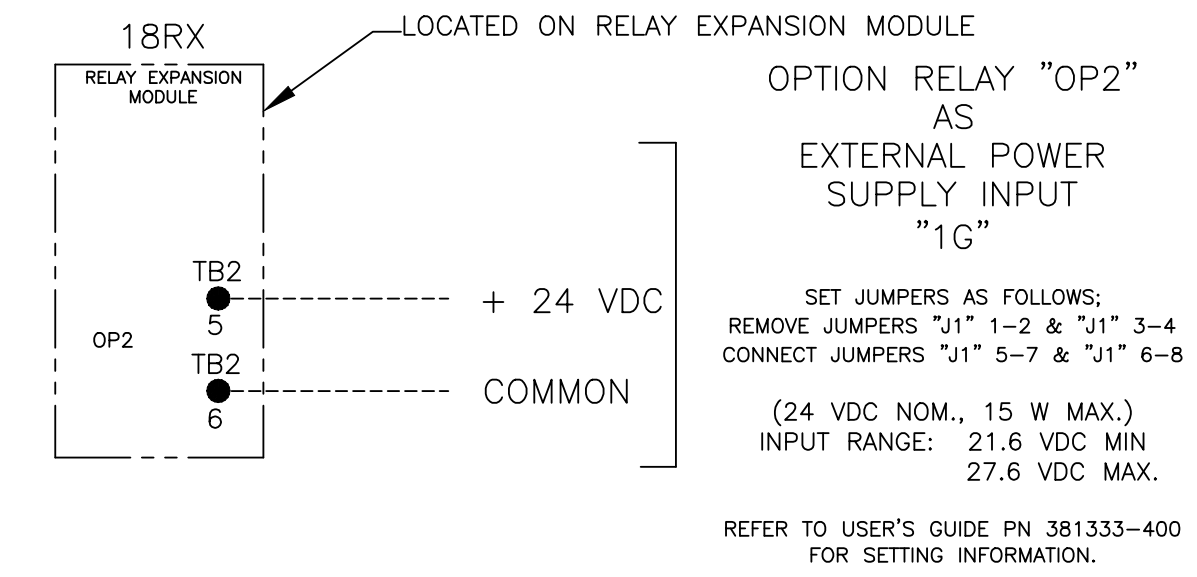 18RX
LOCATED ON RELAY EXPANSION MODULE
RELAY EXPANSION
MODULE
OPTION RELAY "OP2"
AS
EXTERNAL POWER
SUPPLY INPUT
"1G"
TB2
5
+ 24 VDC
OP2
TB2
6
COMMON
SET JUMPERS AS FOLLOWS;
REMOVE JUMPERS "J1" 1-2 & "J1" 3-4
CONNECT JUMPERS "J1" 5-7 & "J1" 6-8
(24 VDC NOM., 15 W MAX.)
INPUT RANGE: 21.6 VDC MIN
27.6 VDC MAX.
REFER TO USER'S GUIDE PN 381333-400
FOR SETTING INFORMATION.